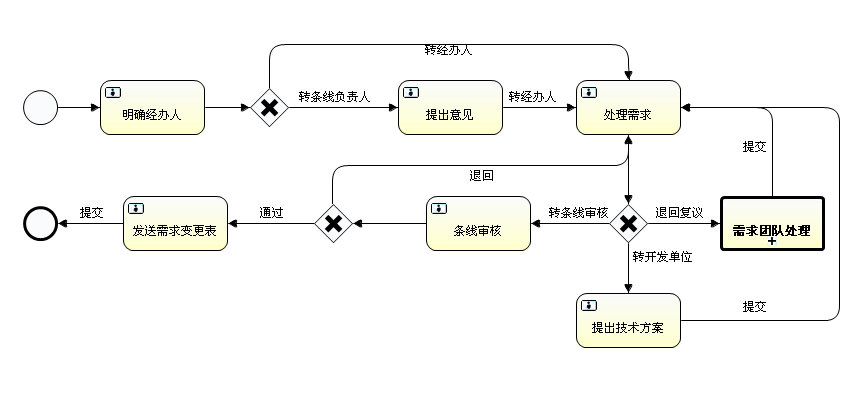 转经办人
明确经办人
转条线负责人
提出意见
转经办人
处理需求
提交
退回
提交
发送需求变更表
通过
条线审核
转条线审核
退回复议
需求团队处理
转开发单位
提出技术方案
提交